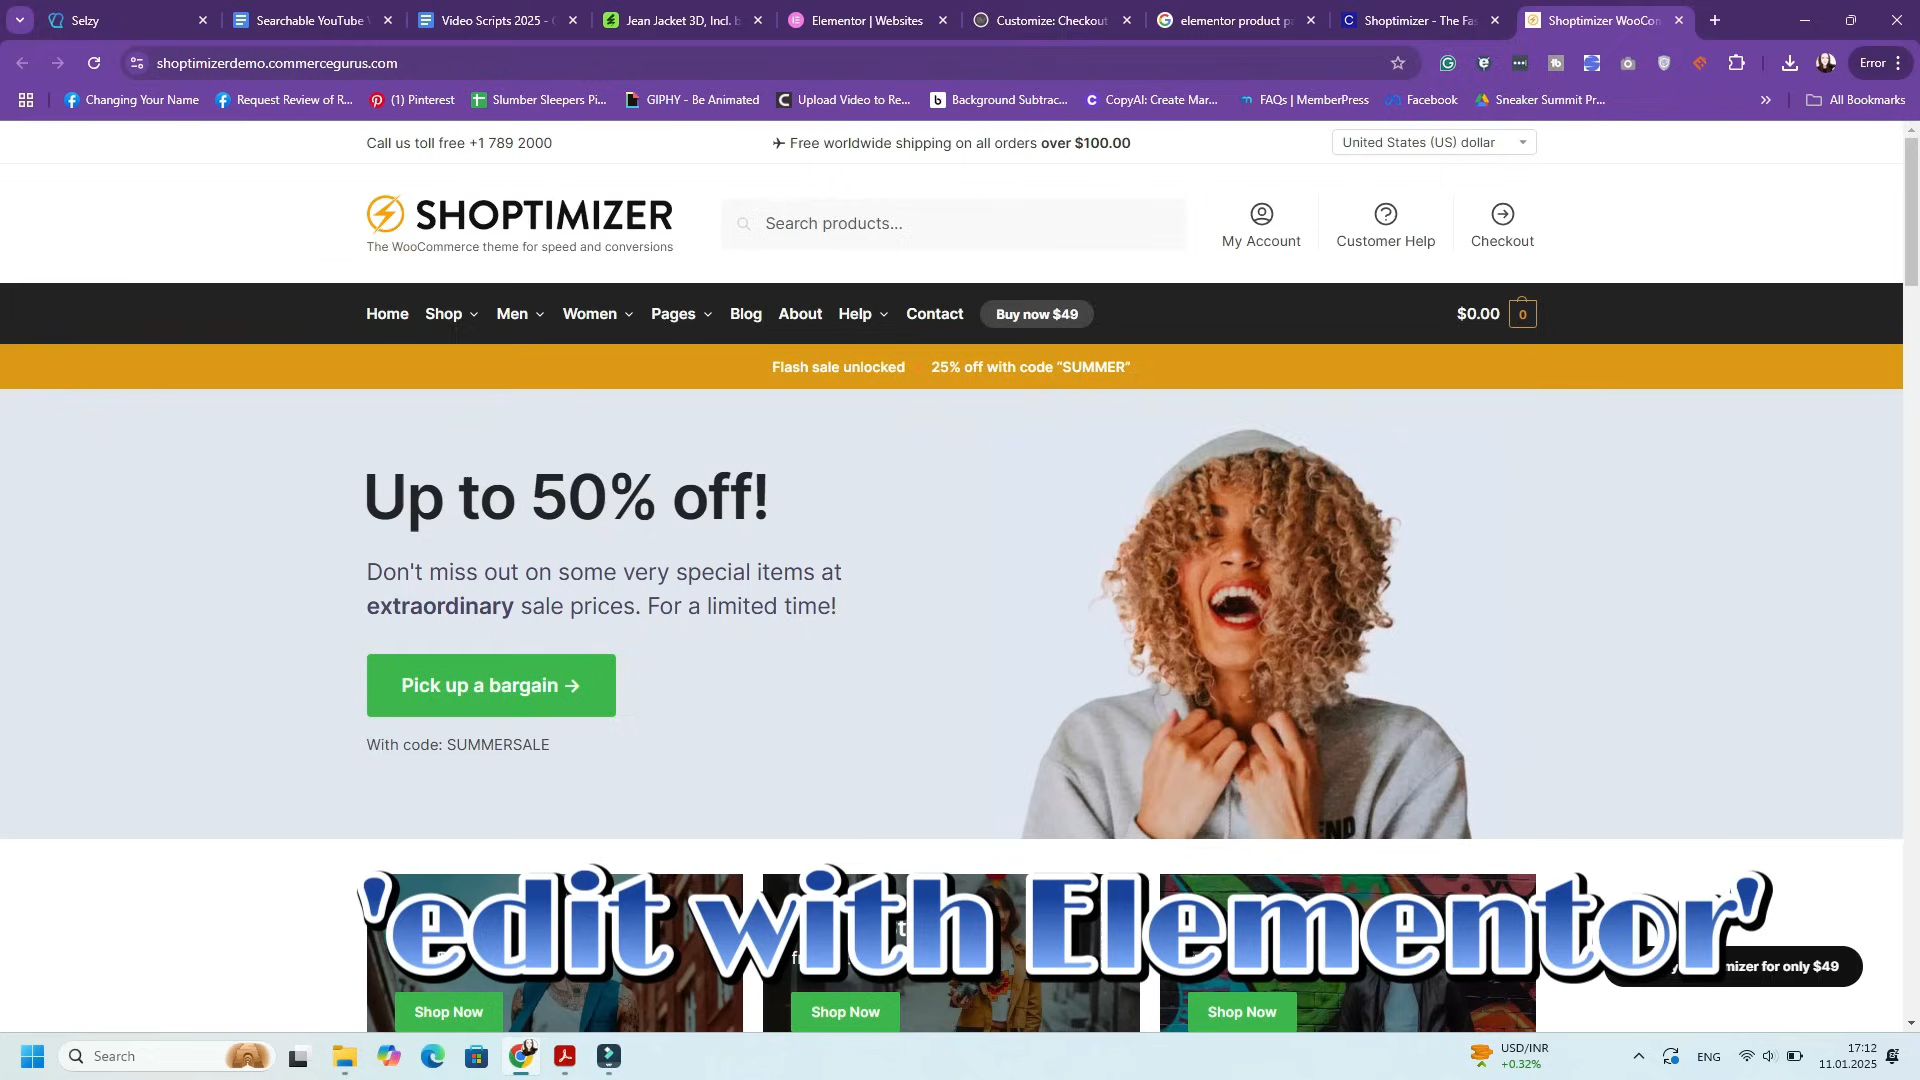 Selzy
Searchable YouTube
Video Scripts 2025 -
Jean Jacket 3D, Incl. b
Elementor | Websites
Customize: Checkout
elementor product p
Shoptimizer - The Fas
Shoptimizer WooCon
shoptimizerdemo.commercegurus.com
Error
Changing Your Name
Request Review of R...
(1) Pinterest
Slumber Sleepers Pi...
GIPHY - Be Animated
Upload Video to Re...
Background Subtrac...
CopyAI: Create Mar...
FAQs | MemberPress
Facebook
Sneaker Summit Pr...
All Bookmarks
Call us toll free +1 789 2000
Free worldwide shipping on all orders over $100.00
United States (US) dollar
SHOPTIMIZER
The WooCommerce theme for speed and conversions
Search products...
My Account
Customer Help
Checkout
Home
Shop
Men
Women
Pages
Blog
About
Help
Contact
Buy now $49
$0.00
0
Flash sale unlocked
25% off with code “SUMMER”
Up to 50% off!
Don't miss out on some very special items at
extraordinary sale prices. For a limited time!
Pick up a bargain →
With code: SUMMERSALE
'edit with Elementor'
mizer for only $49
Shop Now
Shop Now
Shop Now
Search
USD/INR
+0.32%
ENG
17:12
11.01.2025